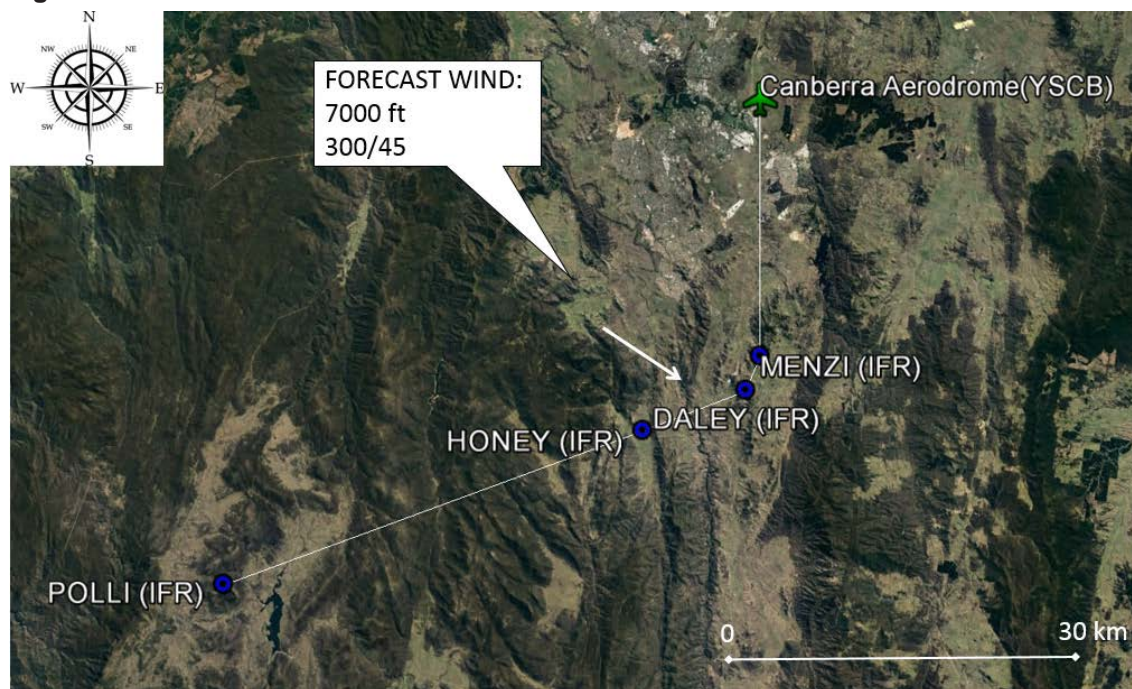 N
NW
NE
W
E
SW
SE
S
FORECAST WIND:
7000 ft
300/45
Canberra Aerodrome(YSCB)
MENZI (IFR)
DALEY (IFR)
HONEY (IFR)
POLLI (IFR)
0
30 km